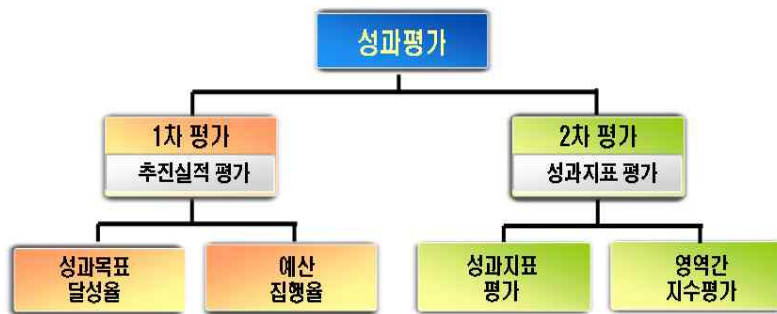 성과평가
1차 평가
추진실적 평가
2차 평가
성과지표 평가
성과목표
달성율
예산
집행율
성과지표
평가
영역간
지수평가